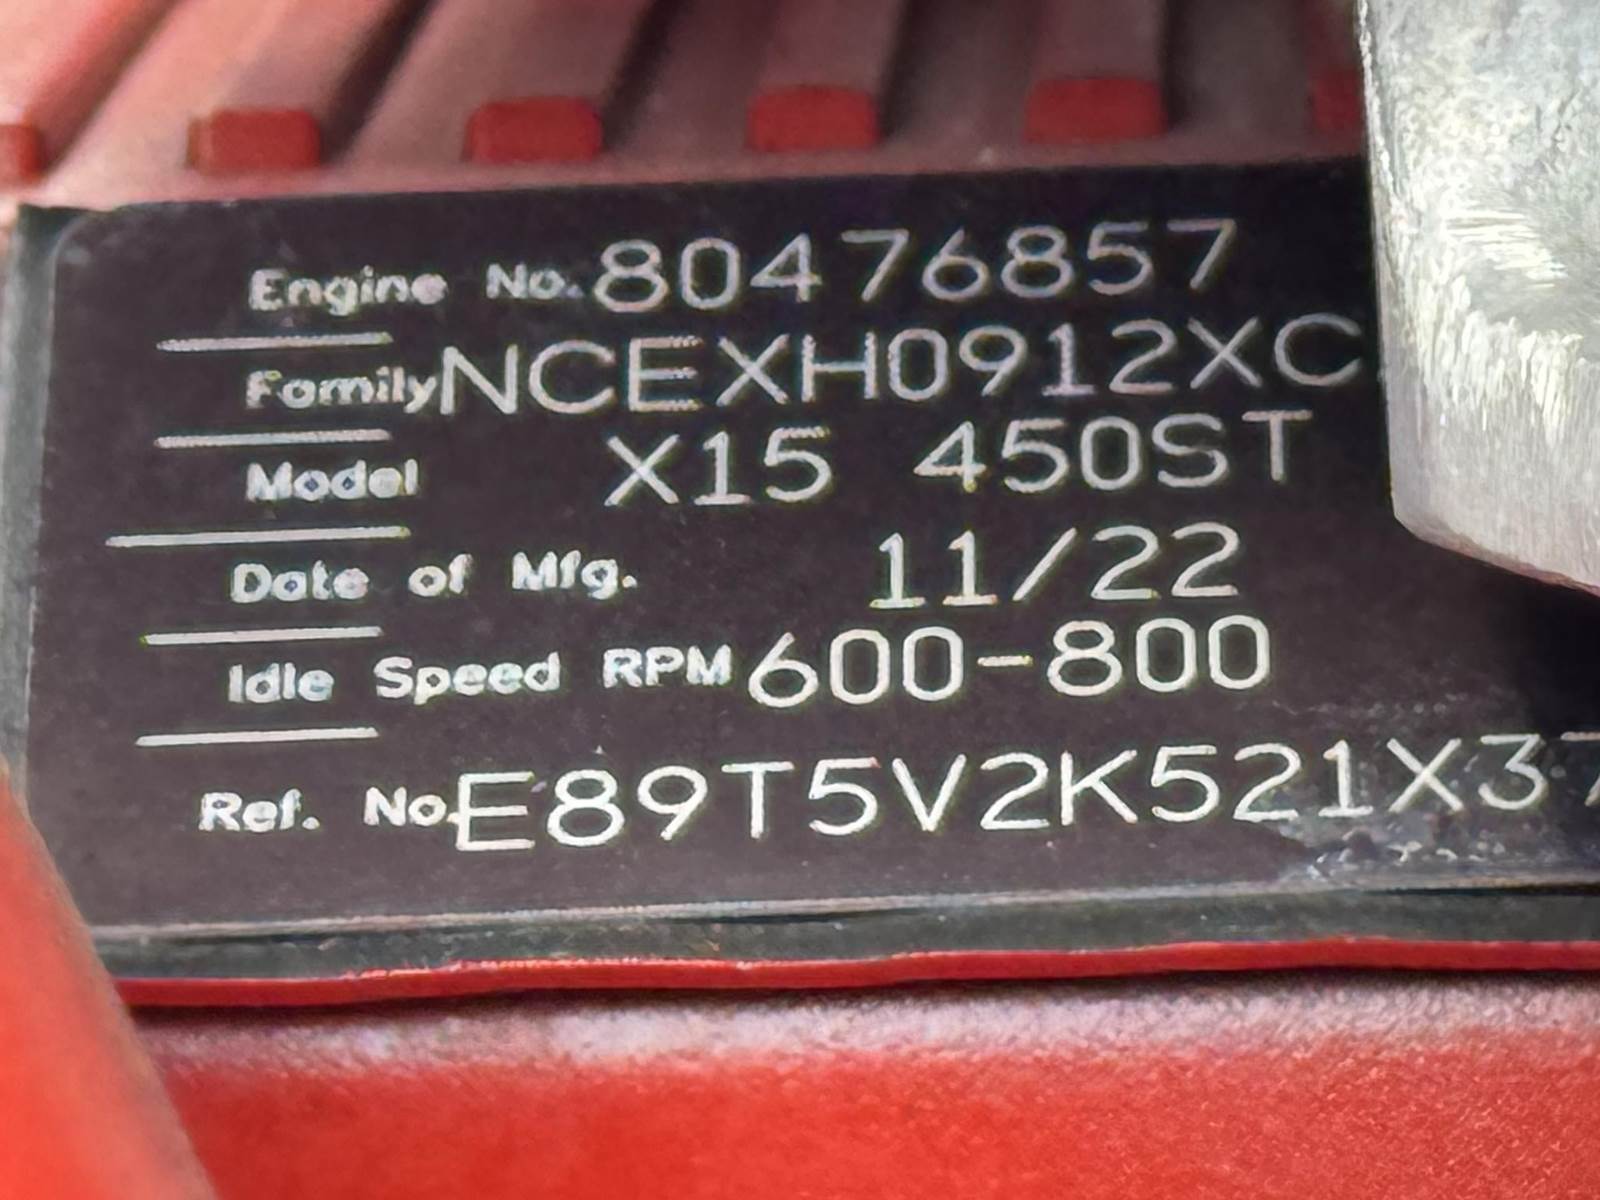 Engine No. 80476857
Family NCEXH0912XC
Model X15 450ST
Date of Mfg. 11/22
Idle Speed RPM 600-800
Ref. No. E89T5V2K521X37